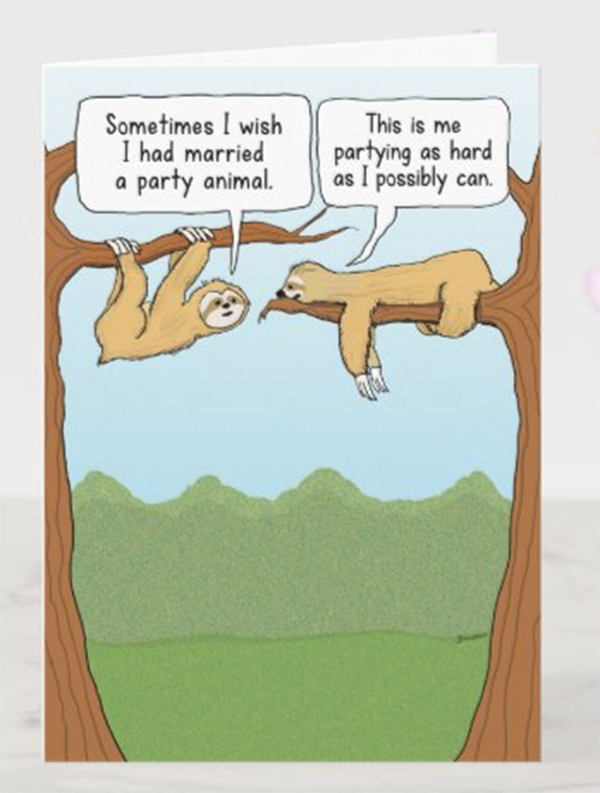 Sometimes I wish
I had married
a party animal.
This is me
partying as hard
as I possibly can.